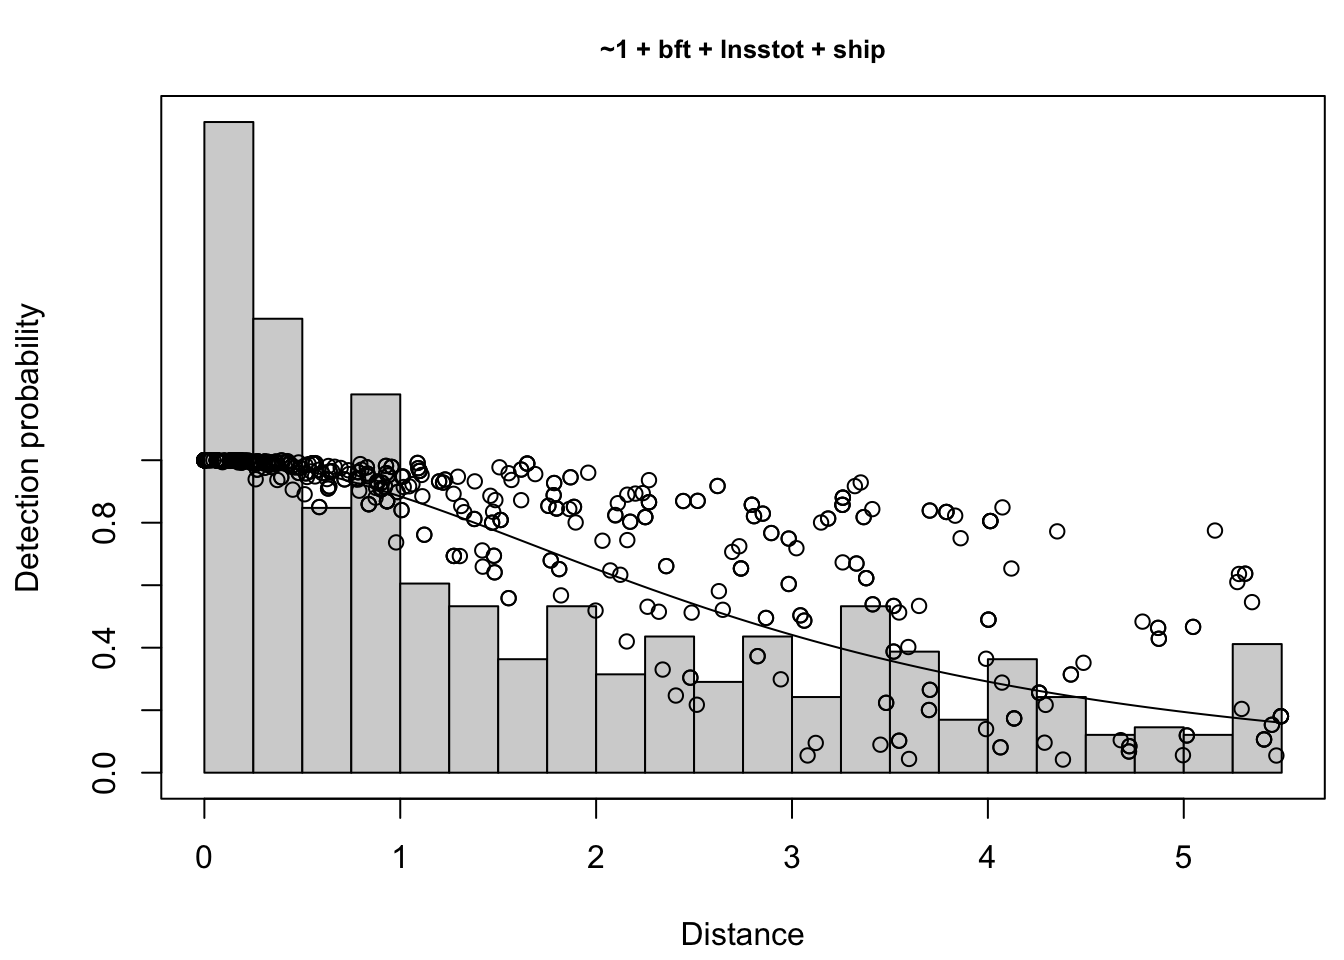 ~1 + bft + lnsstot + ship
Detection probability
0.8
0.4
0.0
0 1 2 3 4 5
Distance